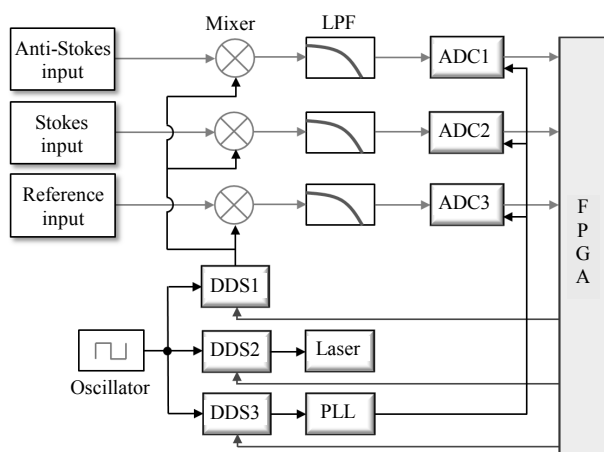 Mixer
LPF
Anti-Stokes
input
ADC1
Stokes
input
ADC2
Reference
input
ADC3
F
P
G
A
DDS1
Oscillator
DDS2
Laser
DDS3
PLL